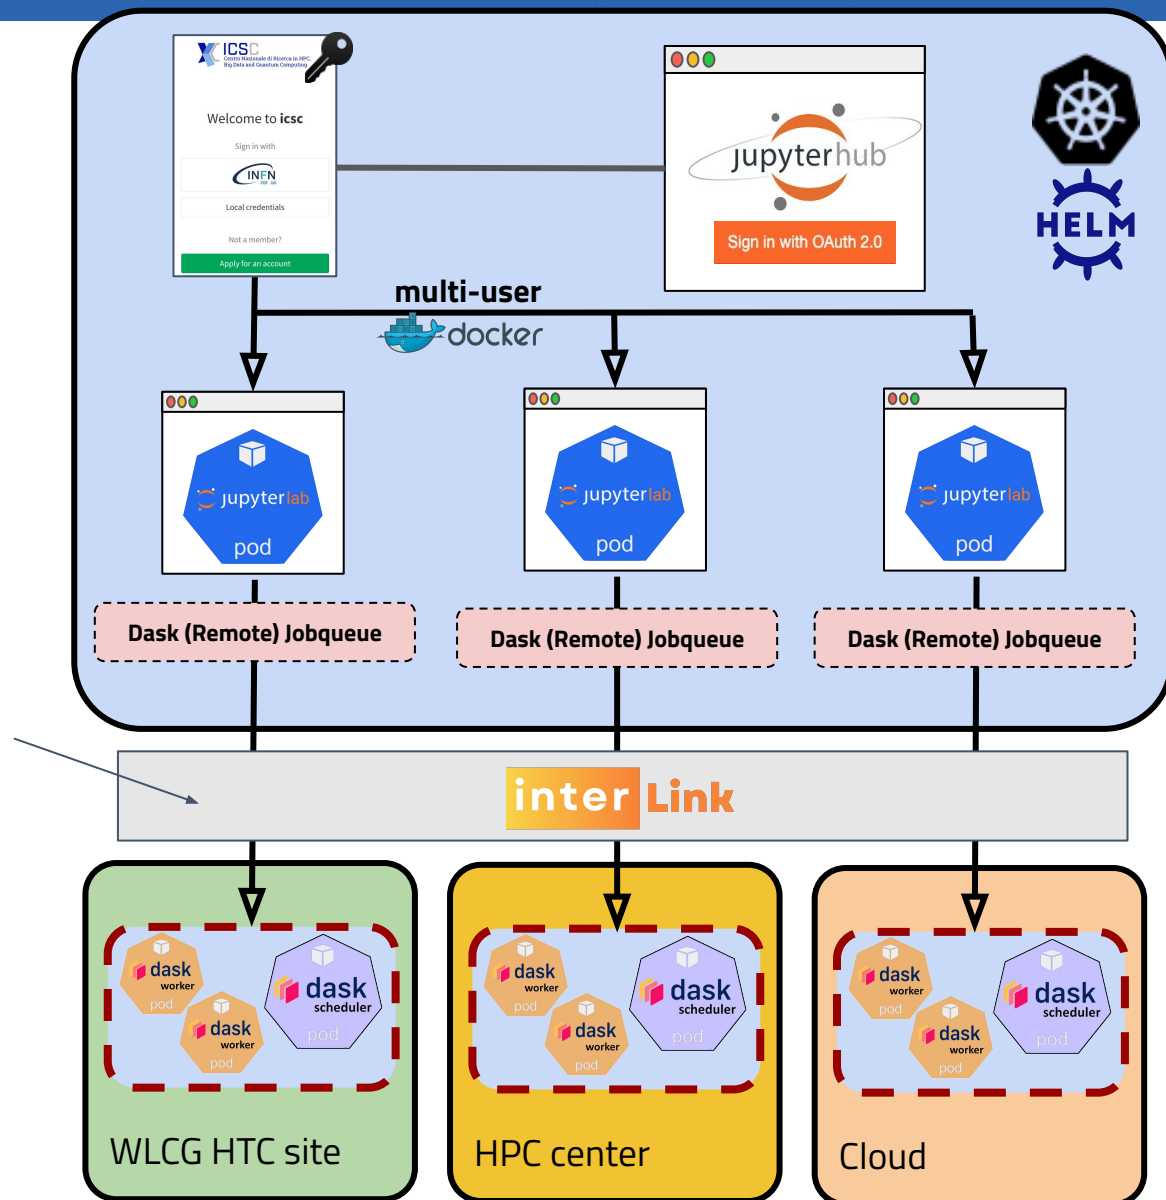 ICSC
Centro Nazionale di Ricerca in HPC,
Big Data and Quantum Computing
Welcome to icsc
Sign in with
INFN
Local credentials
Not a member?
Apply for an account
jupyterhub
Sign in with OAuth 2.0
HELM
multi-user
docker
jupyterlab
pod
jupyterlab
pod
jupyterlab
pod
Dask (Remote) Jobqueue
Dask (Remote) Jobqueue
Dask (Remote) Jobqueue
inter Link
dask
worker
pod
dask
worker
pod
dask
scheduler
pod
WLCG HTC site
dask
worker
pod
dask
worker
pod
dask
scheduler
pod
HPC center
dask
worker
pod
dask
worker
pod
dask
scheduler
pod
Cloud